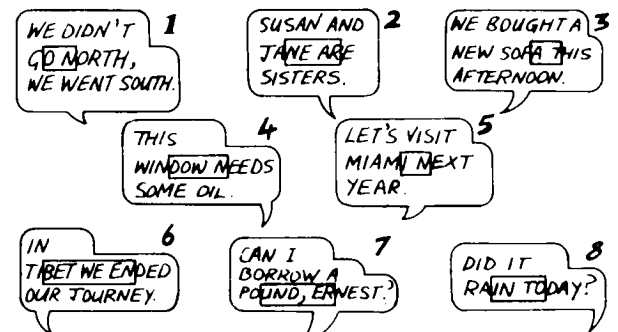 1
WE DIDN'T
GO NORTH,
WE WENT SOUTH.
2
SUSAN AND
JANE ARE
SISTERS.
3
WE BOUGHT A
NEW SOFA THIS
AFTERNOON.
4
THIS
WINDOW NEEDS
SOME OIL.
5
LET'S VISIT
MIAMI NEXT
YEAR.
6
IN
TIBET WE ENDED
OUR JOURNEY.
7
CAN I
BORROW A
POUND, ERNEST?
8
DID IT
RAIN TODAY?